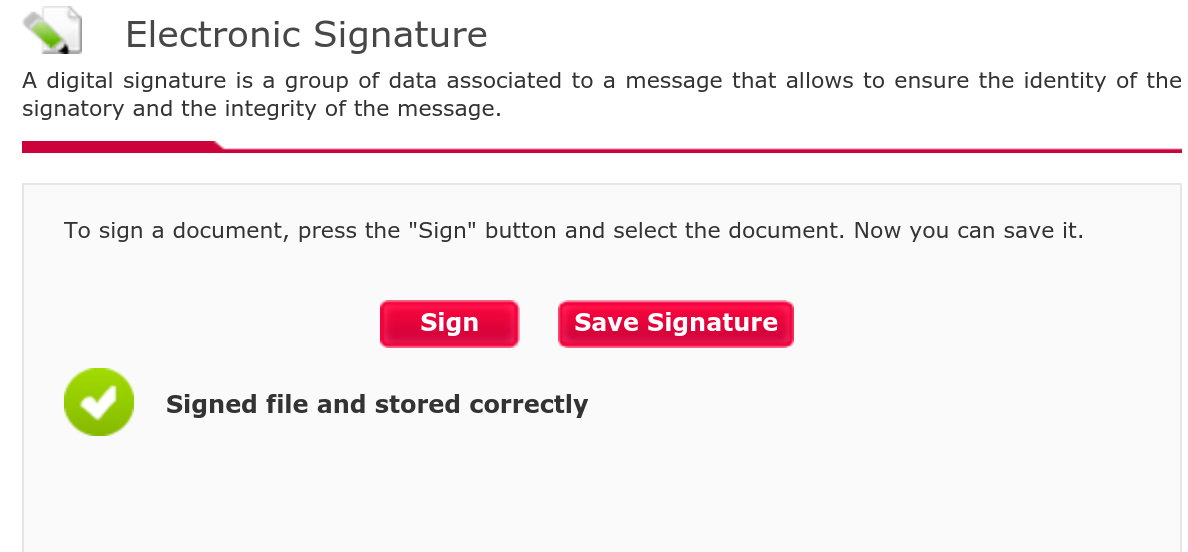 Electronic Signature
A digital signature is a group of data associated to a message that allows to ensure the identity of the
signatory and the integrity of the message.
To sign a document, press the "Sign" button and select the document. Now you can save it.
Sign Save Signature
Signed file and stored correctly